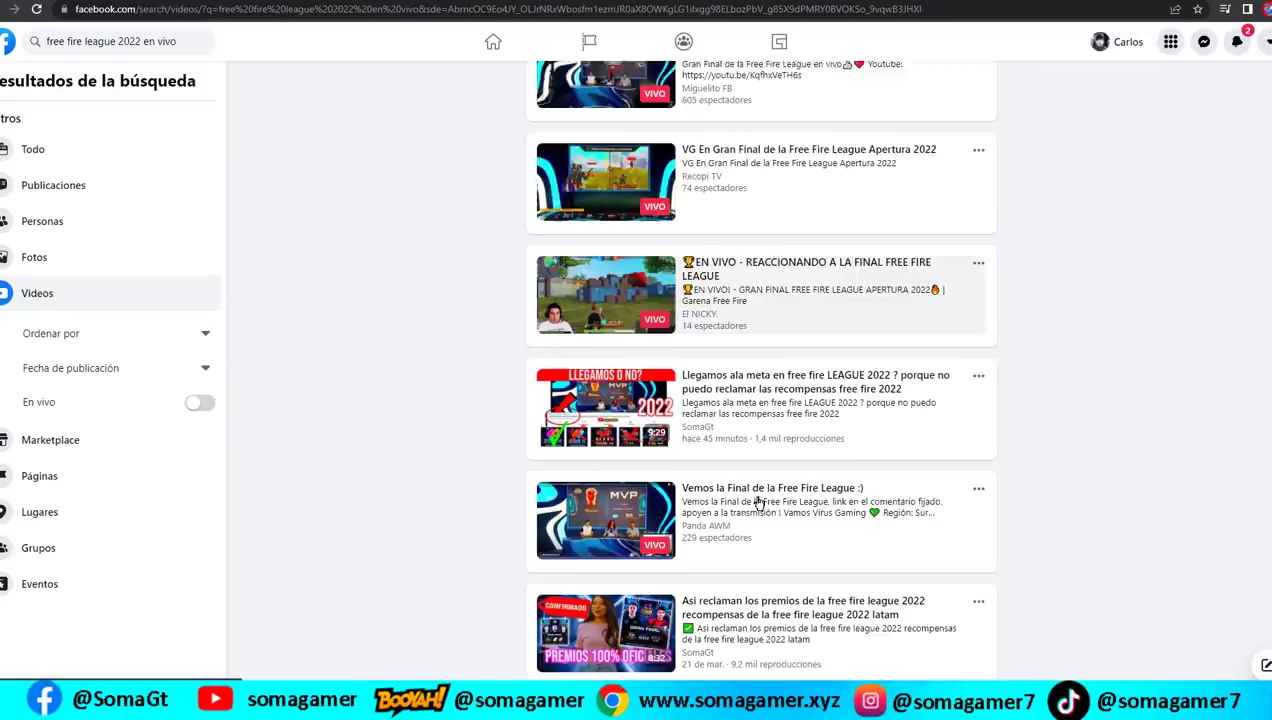 facebook.com/search/videos/?q=free%20fire%20league%202022%20en%20vivo&sde=
free fire league 2022 en vivo
Carlos
2
esultados de la búsqueda
tros
Todo
Publicaciones
Personas
Fotos
Videos
Ordenar por
Fecha de publicación
En vivo
Marketplace
Páginas
Lugares
Grupos
Eventos
Gran Final de la Free Fire League en vivo Youtube:
https://youtu.be/KqfhxVeTH6s
Miguelito FB
605 espectadores
VIVO
VG En Gran Final de la Free Fire League Apertura 2022
VG En Gran Final de la Free Fire League Apertura 2022
Recopi TV
74 espectadores
VIVO
🏆EN VIVO - REACCIONANDO A LA FINAL FREE FIRE
LEAGUE
🏆EN VIVO! - GRAN FINAL FREE FIRE LEAGUE APERTURA 2022🔥 |
Garena Free Fire
El NICKY.
14 espectadores
VIVO
LLEGAMOS O NO?
2022
9:29
Llegamos ala meta en free fire LEAGUE 2022 ? porque no
puedo reclamar las recompensas free fire 2022
Llegamos ala meta en free fire LEAGUE 2022 ? porque no puedo
reclamar las recompensas free fire 2022
SomaGt
hace 45 minutos · 1,4 mil reproducciones
MVP
VIVO
Vemos la Final de la Free Fire League :)
Vemos la Final de Free Fire League, link en el comentario fijado,
apoyen a la transmisión | Vamos Virus Gaming 💚 Región: Sur...
Panda AWM
229 espectadores
CONFIRMADO
GRAN FINAL
PREMIOS 100% OFICIALES
8:32
Asi reclaman los premios de la free fire league 2022
recompensas de la free fire league 2022 latam
✅ Asi reclaman los premios de la free fire league 2022 recompensas
de la free fire league 2022 latam
SomaGt
21 de mar. · 9,2 mil reproducciones
@SomaGt
somagamer
BOOYAH!
@somagamer
www.somagamer.xyz
@somagamer7
@somagamer7